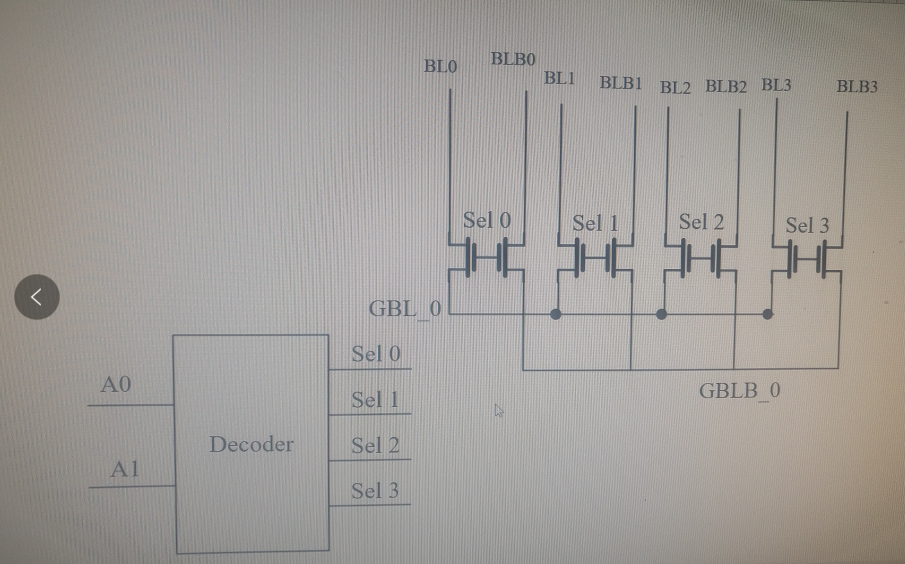 BL0 BLB0 BL1 BLB1 BL2 BLB2 BL3 BLB3
Sel 0 Sel 1 Sel 2 Sel 3
GBL_0
GBLB_0
A0
A1
Decoder
Sel 0
Sel 1
Sel 2
Sel 3